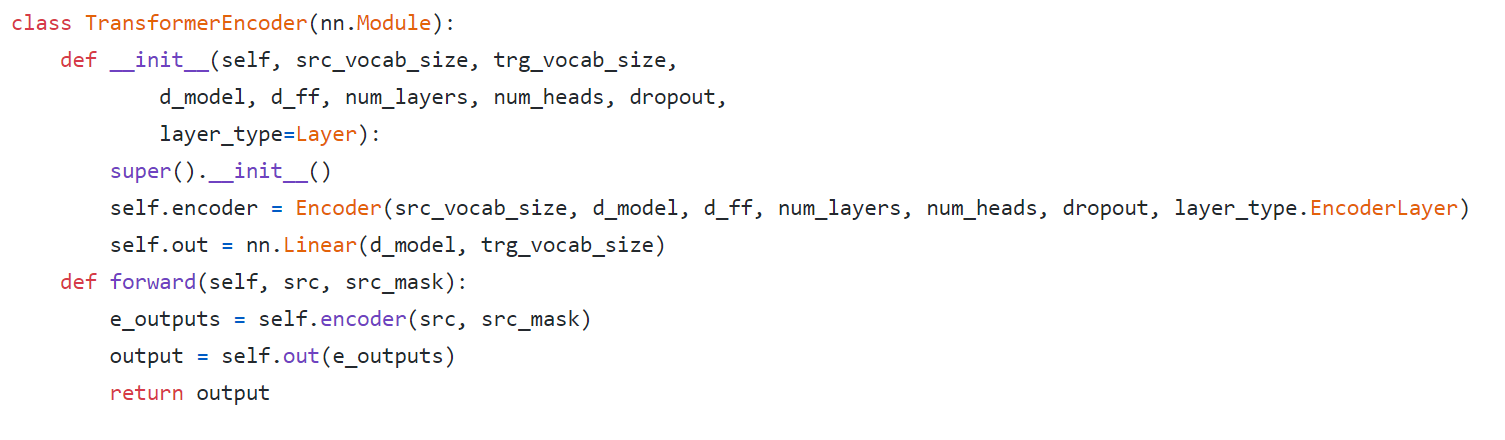 class TransformerEncoder(nn.Module):
    def __init__(self, src_vocab_size, trg_vocab_size,
            d_model, d_ff, num_layers, num_heads, dropout,
            layer_type=Layer):
        super().__init__()
        self.encoder = Encoder(src_vocab_size, d_model, d_ff, num_layers, num_heads, dropout, layer_type.EncoderLayer)
        self.out = nn.Linear(d_model, trg_vocab_size)
    def forward(self, src, src_mask):
        e_outputs = self.encoder(src, src_mask)
        output = self.out(e_outputs)
        return output